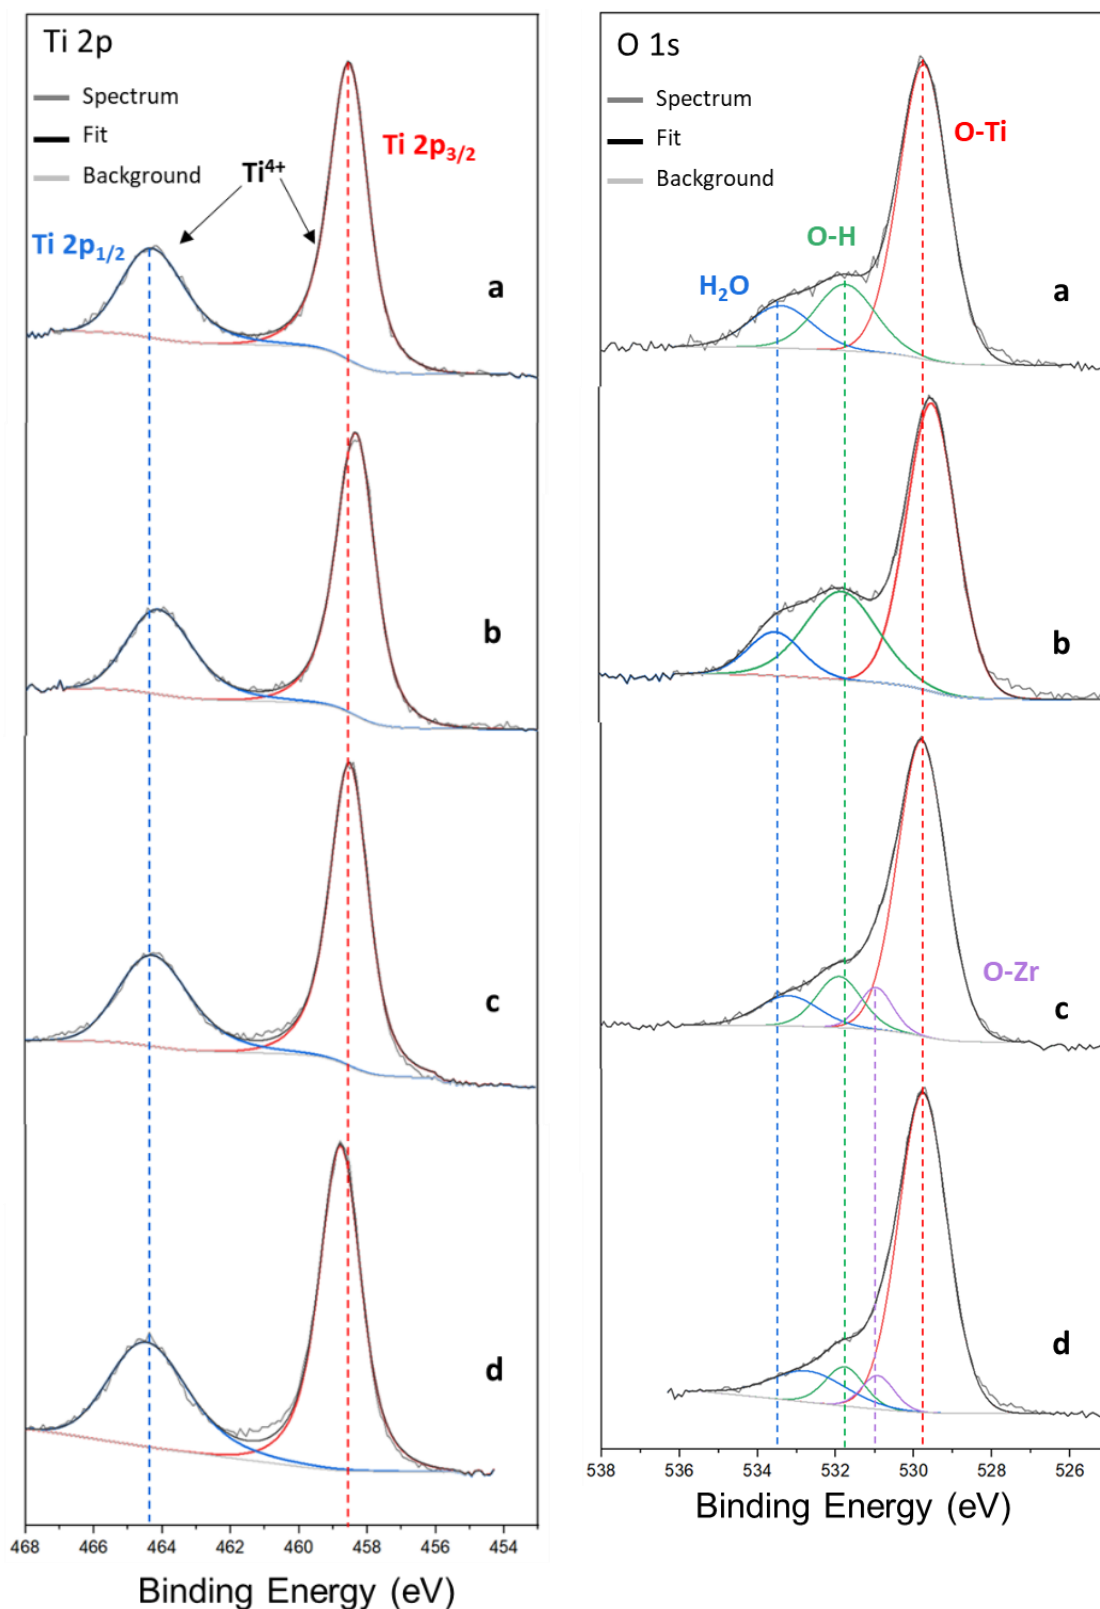 Ti 2p
Spectrum
Fit
Background
Ti⁴⁺
Ti 2p₃/₂
Ti 2p₁/₂
a
b
c
d
468 466 464 462 460 458 456 454
Binding Energy (eV)
O 1s
Spectrum
Fit
Background
O-Ti
O-H
H₂O
a
b
O-Zr
c
d
538 536 534 532 530 528 526
Binding Energy (eV)